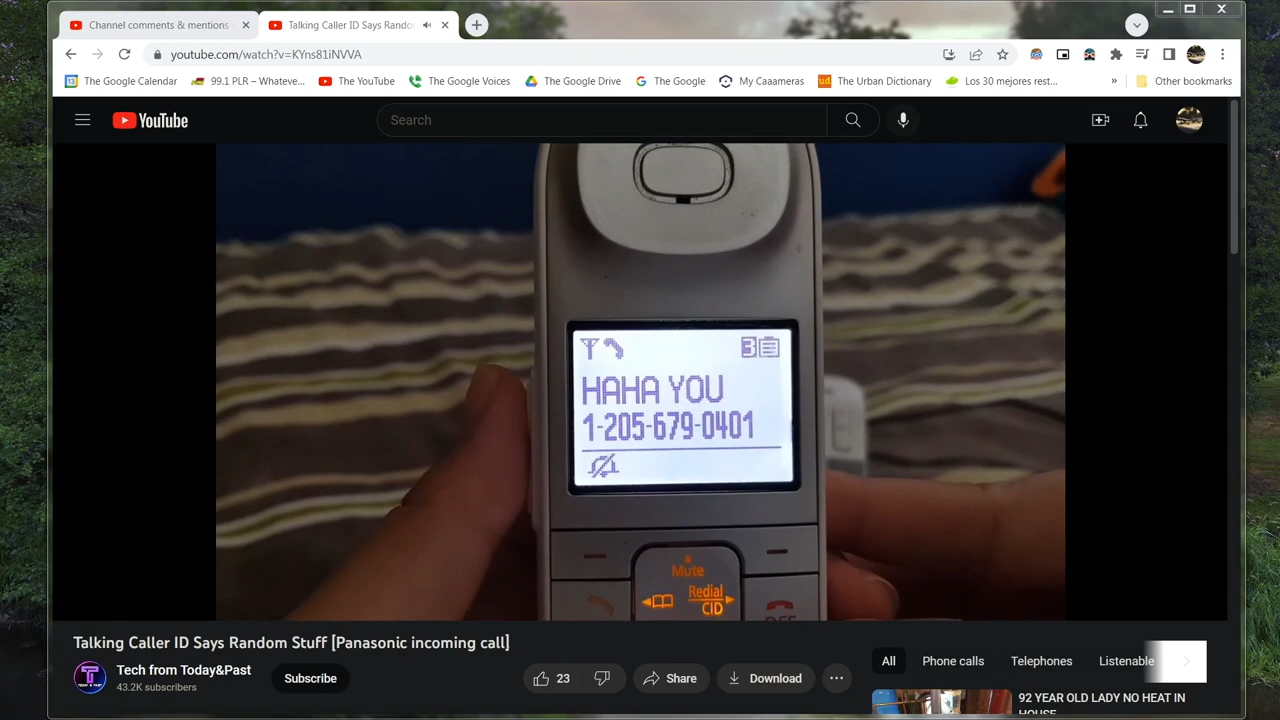 Channel comments & mentions
Talking Caller ID Says Rando
youtube.com/watch?v=KYns81iNVVA
The Google Calendar
99.1 PLR – Whateve...
The YouTube
The Google Voices
The Google Drive
The Google
My Caaameras
ud The Urban Dictionary
Los 30 mejores rest...
»
Other bookmarks
YouTube
Search
3
HAHA YOU
1-205-679-0401
Mute
Redial
CID
OFF
Talking Caller ID Says Random Stuff [Panasonic incoming call]
Tech from Today&Past
43.2K subscribers
Subscribe
23
Share
Download
All
Phone calls
Telephones
Listenable
92 YEAR OLD LADY NO HEAT IN
HOUSE